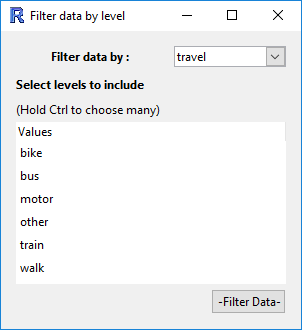 Filter data by level
Filter data by : travel
Select levels to include
(Hold Ctrl to choose many)
Values
bike
bus
motor
other
train
walk
-Filter Data-